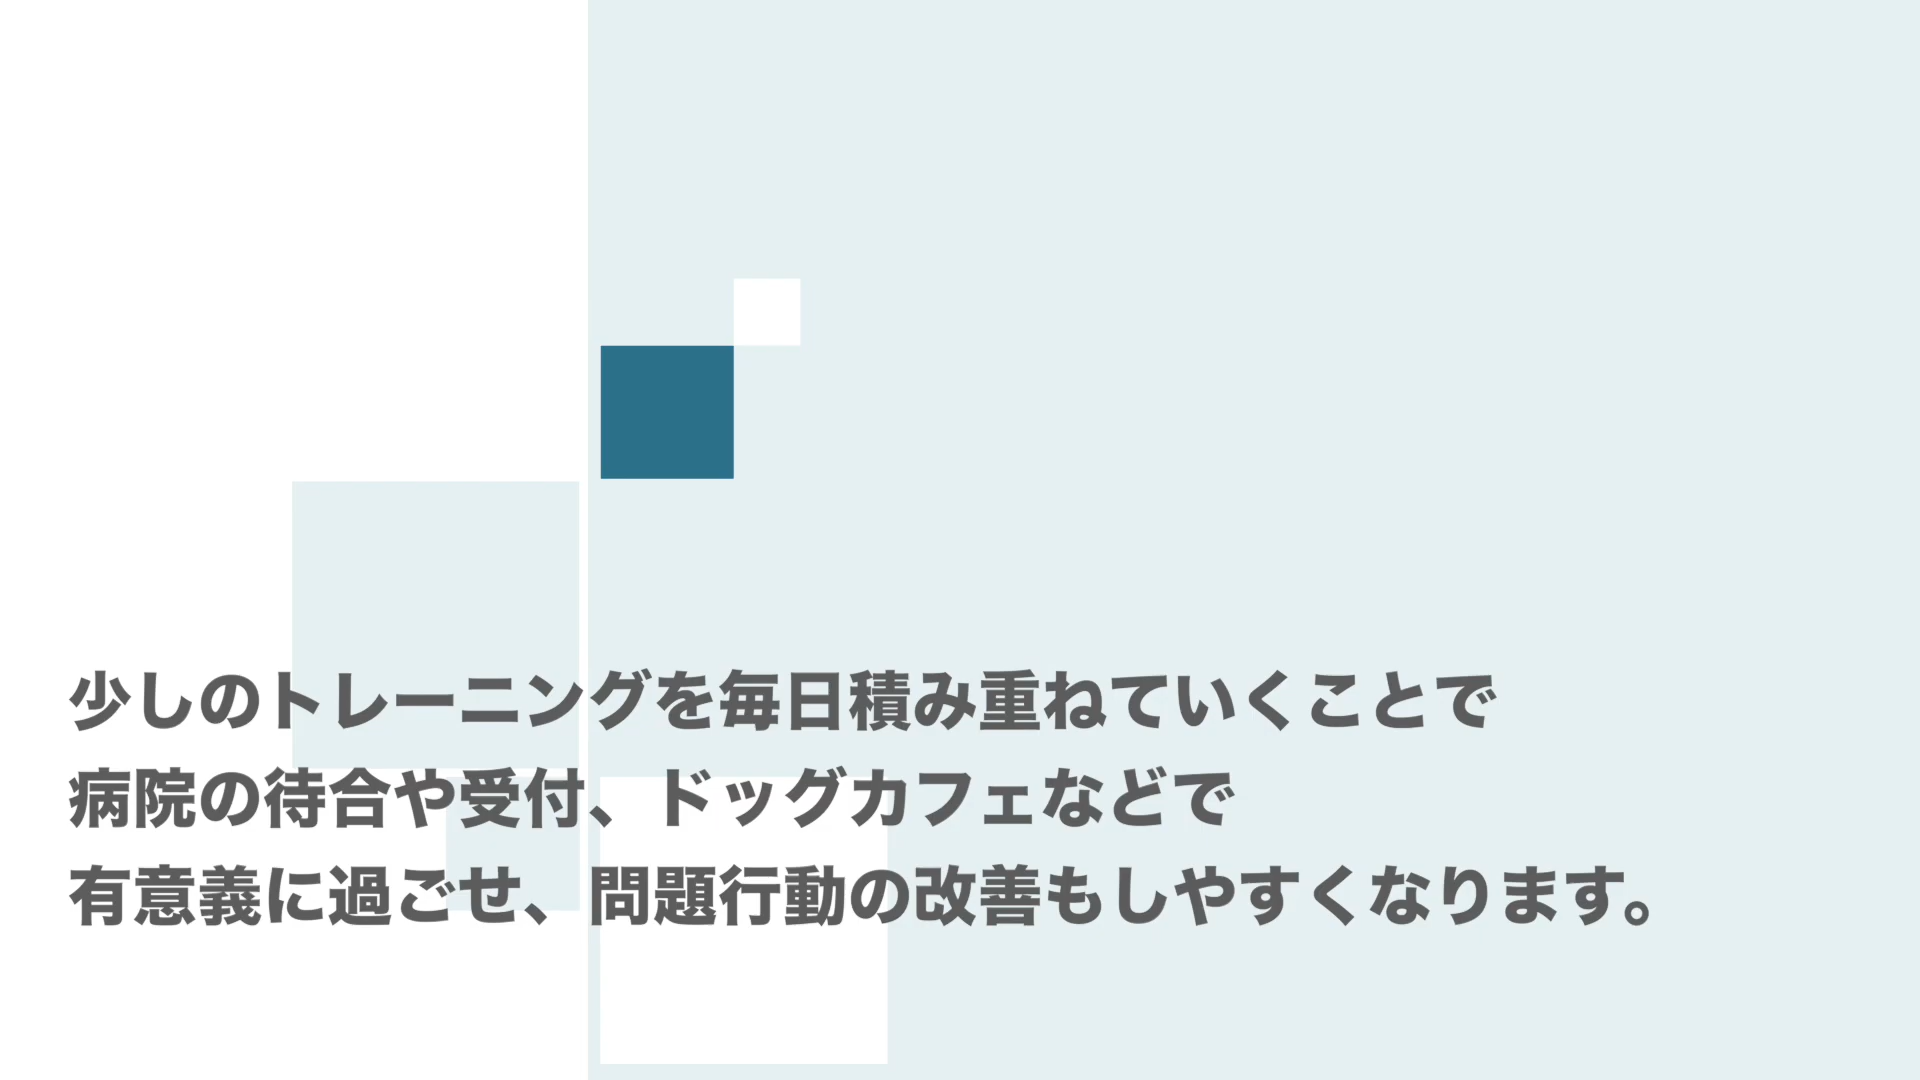 少しのトレーニングを毎日積み重ねていくことで
病院の待合や受付、ドッグカフェなどで
有意義に過ごせ、問題行動の改善もしやすくなります。